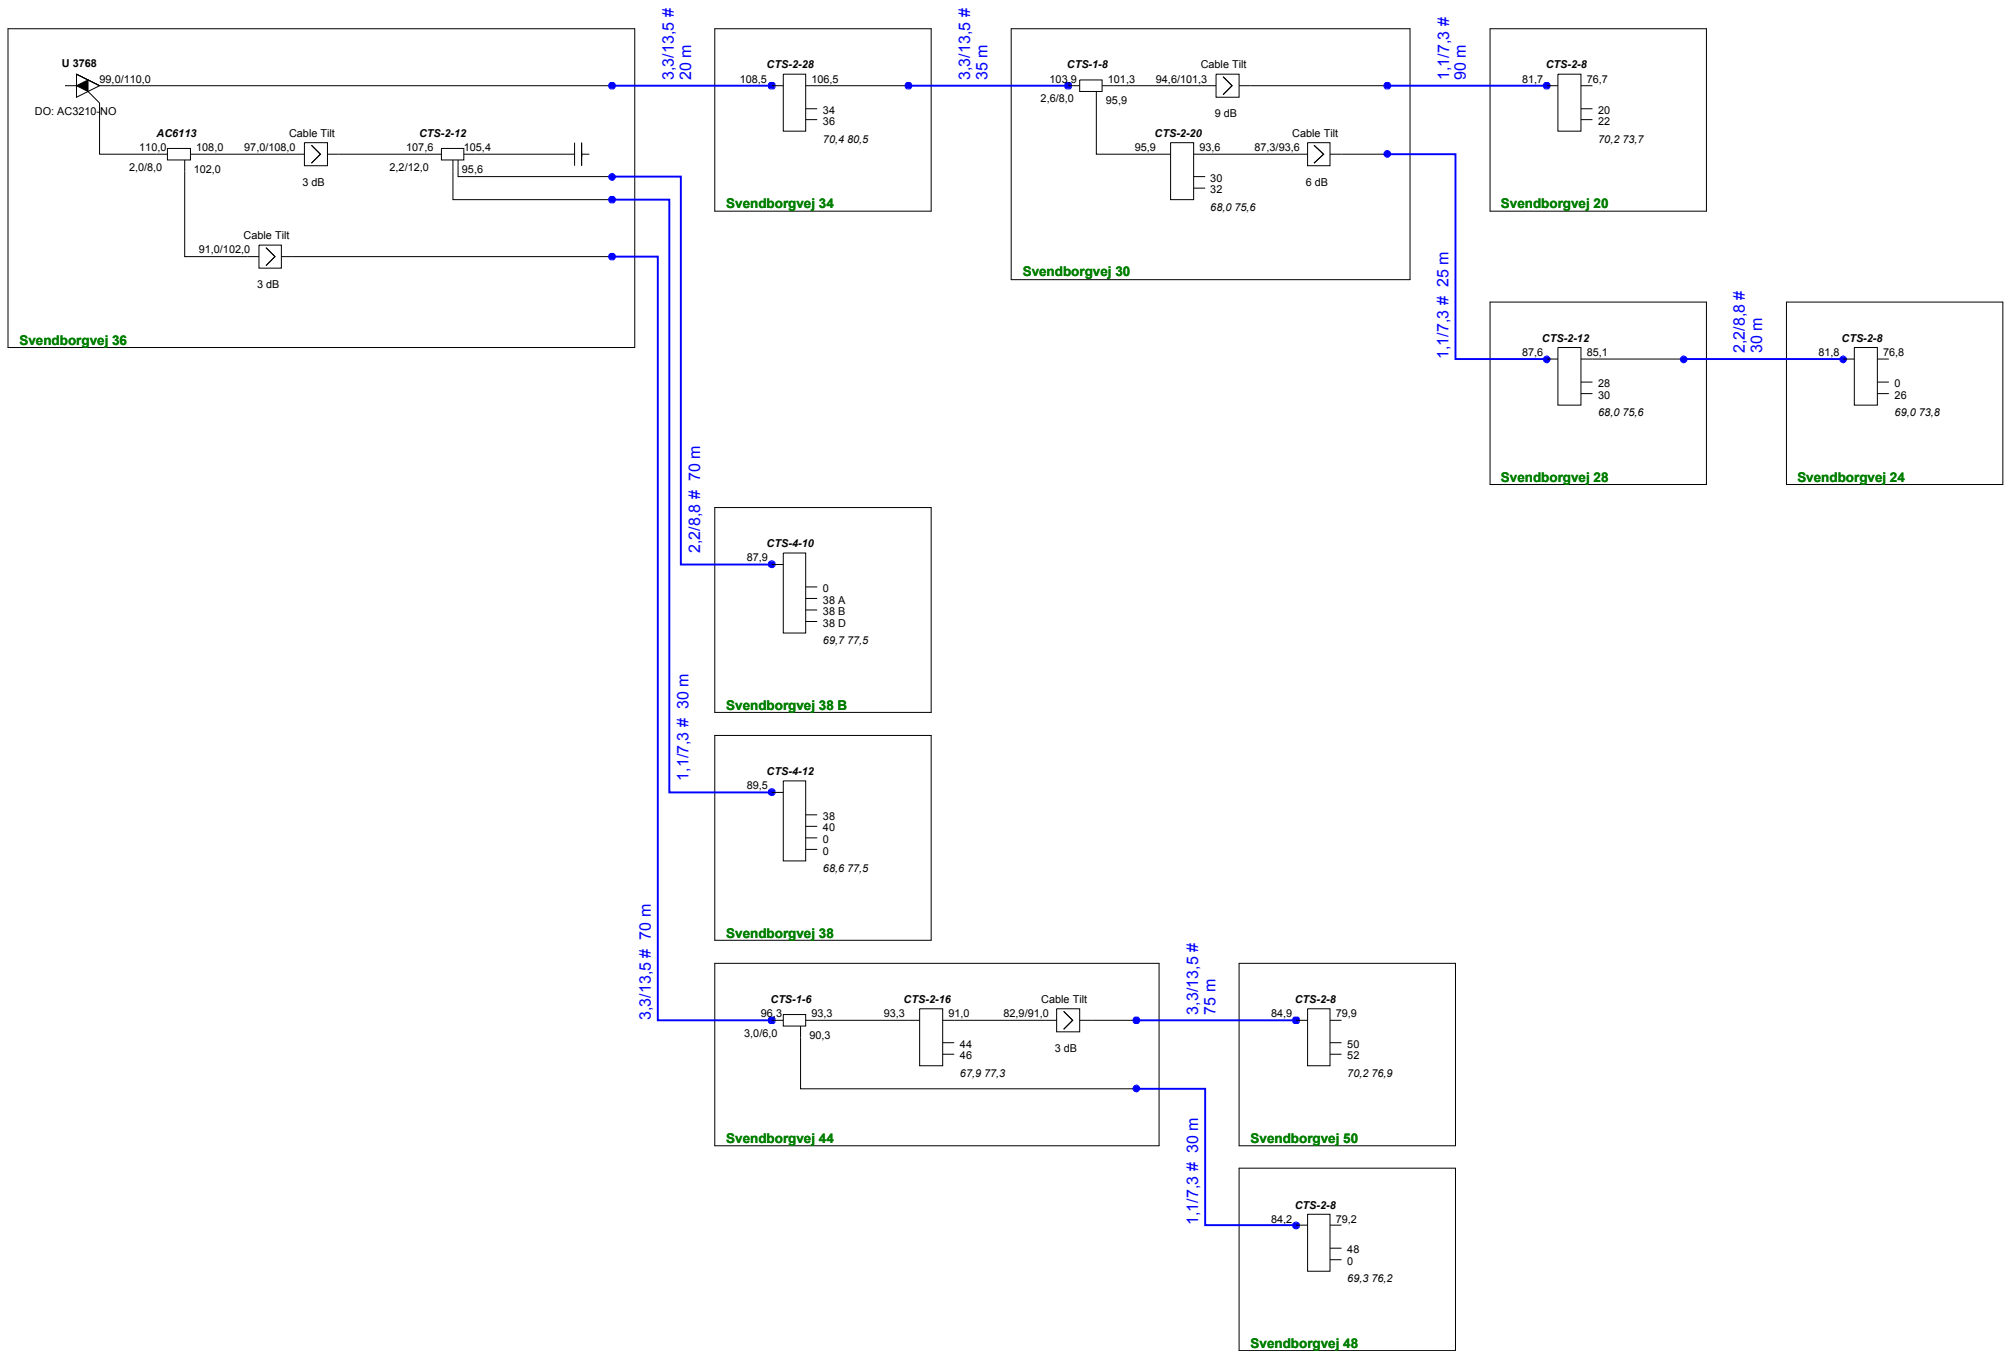 U 3768
99,0/110,0
DO: AC3210-NO
AC6113
110,0
108,0
2,0/8,0
102,0
Cable Tilt
97,0/108,0
3 dB
CTS-2-12
107,6
105,4
2,2/12,0
95,6
Cable Tilt
91,0/102,0
3 dB
Svendborgvej 36
3,3/13,5 #
20 m
CTS-2-28
108,5
106,5
34
36
70,4 80,5
Svendborgvej 34
3,3/13,5 #
35 m
CTS-1-8
103,9
101,3
2,6/8,0
95,9
Cable Tilt
94,6/101,3
9 dB
CTS-2-20
95,9
93,6
30
32
68,0 75,6
Cable Tilt
87,3/93,6
6 dB
Svendborgvej 30
1,1/7,3 #
90 m
CTS-2-8
81,7
76,7
20
22
70,2 73,7
Svendborgvej 20
1,1/7,3 # 25 m
CTS-2-12
87,6
85,1
28
30
68,0 75,6
Svendborgvej 28
2,2/8,8 #
30 m
CTS-2-8
81,8
76,8
0
26
69,0 73,8
Svendborgvej 24
2,2/8,8 # 70 m
CTS-4-10
87,9
0
38 A
38 B
38 D
69,7 77,5
Svendborgvej 38 B
1,1/7,3 # 30 m
CTS-4-12
89,5
38
40
0
0
68,6 77,5
Svendborgvej 38
3,3/13,5 # 70 m
CTS-1-6
96,3
93,3
3,0/6,0
90,3
CTS-2-16
93,3
91,0
44
46
67,9 77,3
Cable Tilt
82,9/91,0
3 dB
Svendborgvej 44
3,3/13,5 #
75 m
CTS-2-8
84,9
79,9
50
52
70,2 76,9
Svendborgvej 50
1,1/7,3 # 30 m
CTS-2-8
84,2
79,2
48
0
69,3 76,2
Svendborgvej 48